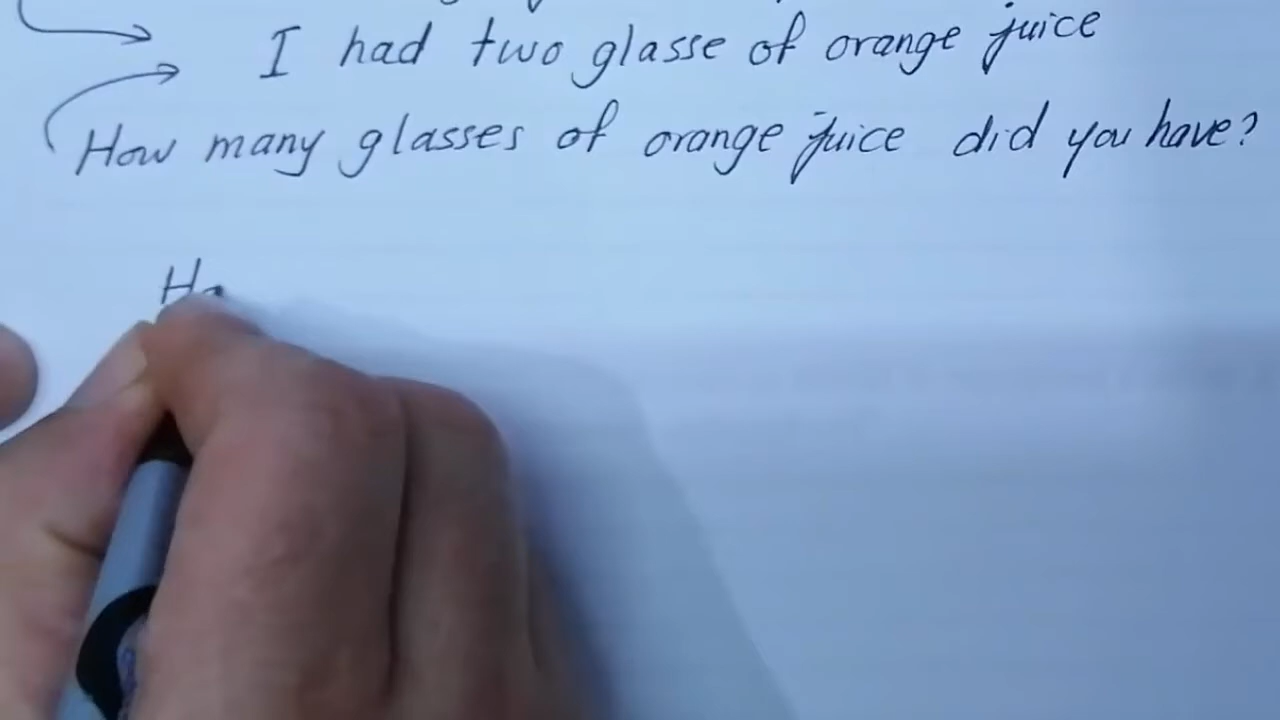 I had two glasse of orange juice
How many glasses of orange juice did you have?